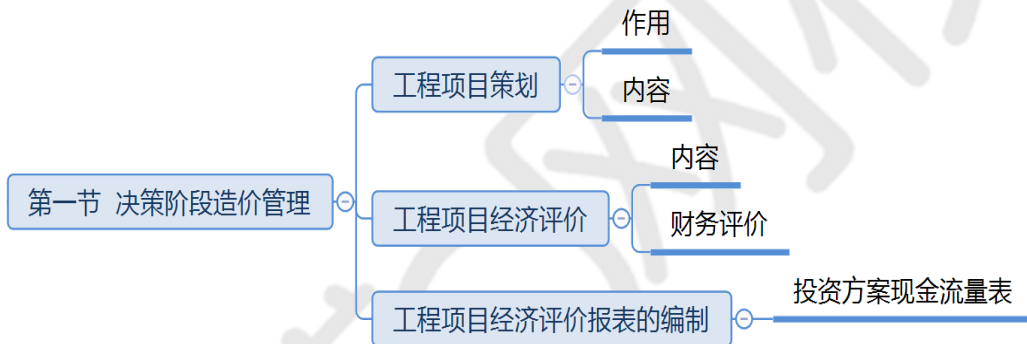 作用
工程项目策划
内容
内容
第一节 决策阶段造价管理
工程项目经济评价
财务评价
投资方案现金流量表
工程项目经济评价报表的编制